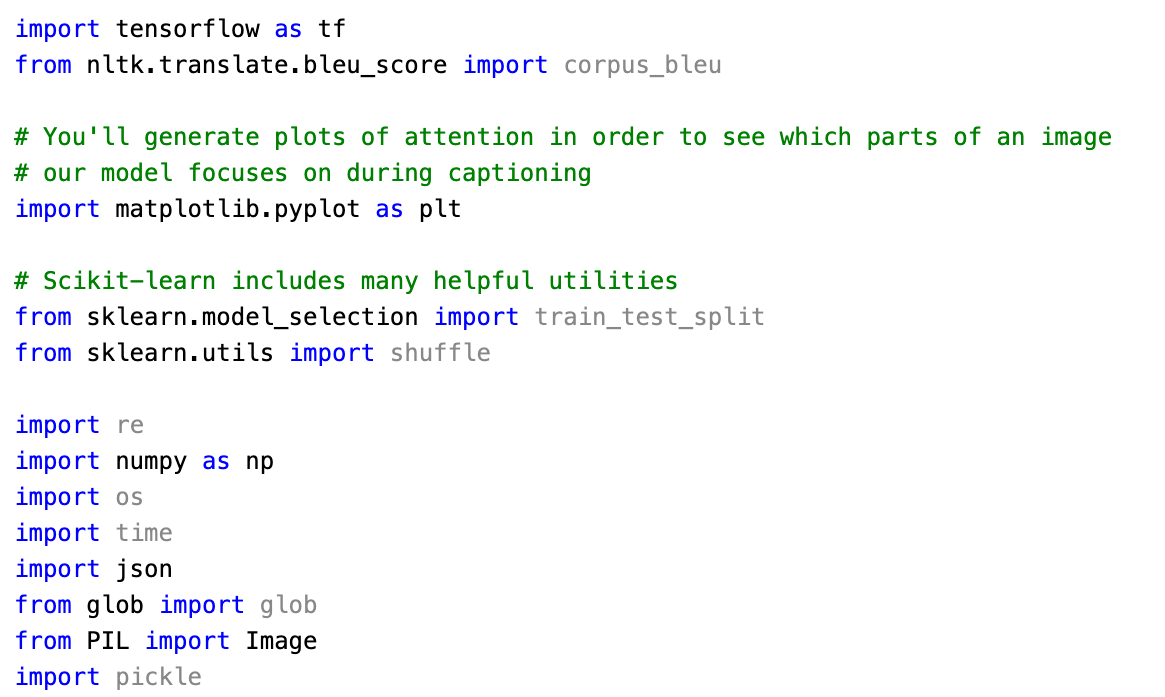 import tensorflow as tf
from nltk.translate.bleu_score import corpus_bleu
# You'll generate plots of attention in order to see which parts of an image
# our model focuses on during captioning
import matplotlib.pyplot as plt
# Scikit-learn includes many helpful utilities
from sklearn.model_selection import train_test_split
from sklearn.utils import shuffle
import re
import numpy as np
import os
import time
import json
from glob import glob
from PIL import Image
import pickle